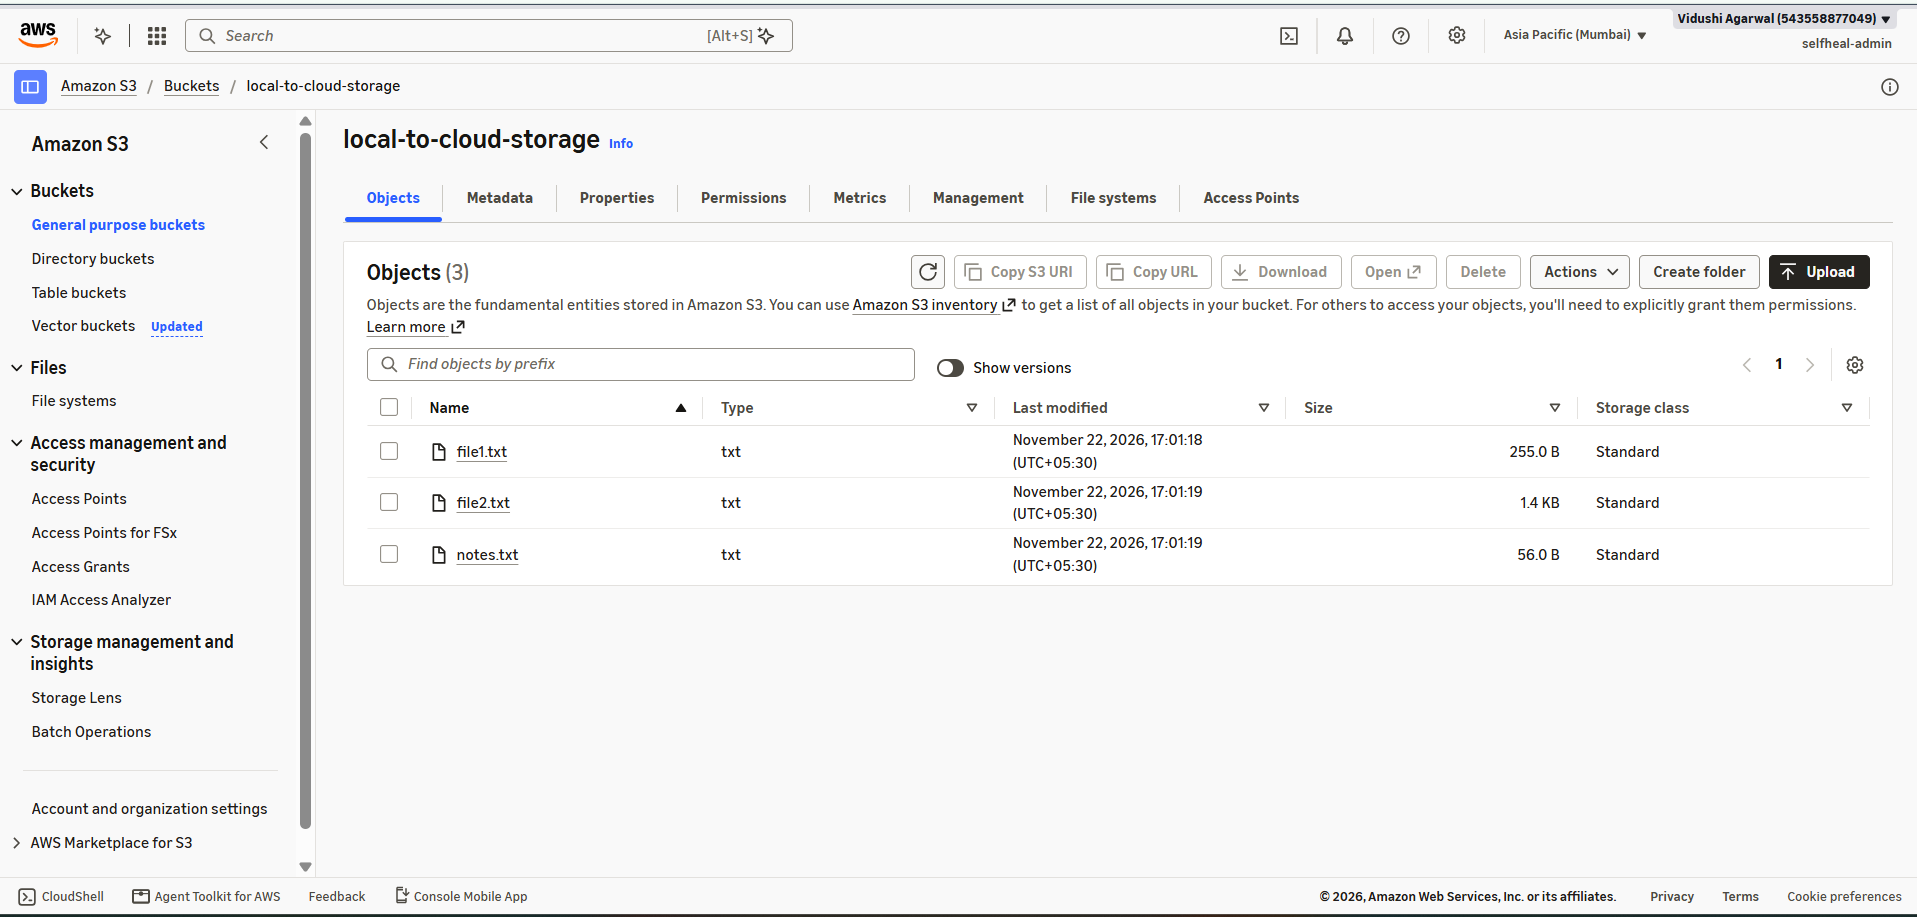 aws
Search [Alt+S]
Asia Pacific (Mumbai)
Vidushi Agarwal (543558877049)
selfheal-admin
Amazon S3 / Buckets / local-to-cloud-storage
Amazon S3
Buckets
General purpose buckets
Directory buckets
Table buckets
Vector buckets Updated
Files
File systems
Access management and
security
Access Points
Access Points for FSx
Access Grants
IAM Access Analyzer
Storage management and
insights
Storage Lens
Batch Operations
Account and organization settings
AWS Marketplace for S3
local-to-cloud-storage Info
Objects Metadata Properties Permissions Metrics Management File systems Access Points
Objects (3)
Copy S3 URI Copy URL Download Open Delete Actions Create folder Upload
Objects are the fundamental entities stored in Amazon S3. You can use Amazon S3 inventory to get a list of all objects in your bucket. For others to access your objects, you'll need to explicitly grant them permissions.
Learn more
Find objects by prefix
Show versions
1
Name Type Last modified Size Storage class
file1.txt txt November 22, 2026, 17:01:18 (UTC+05:30) 255.0 B Standard
file2.txt txt November 22, 2026, 17:01:19 (UTC+05:30) 1.4 KB Standard
notes.txt txt November 22, 2026, 17:01:19 (UTC+05:30) 56.0 B Standard
CloudShell Agent Toolkit for AWS Feedback Console Mobile App
© 2026, Amazon Web Services, Inc. or its affiliates. Privacy Terms Cookie preferences